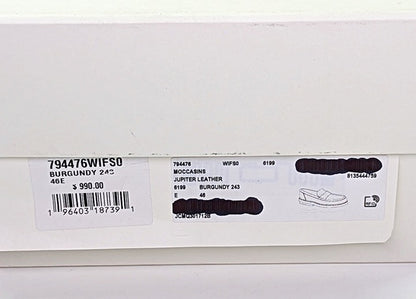 794476WIFS0
BURGUNDY 243
46E
$ 990.00
1 96403 18739 1
794476 WIFS0 6199
MOCCASINS
JUPITER LEATHER
8135444759
6199 BURGUNDY 243
E 46